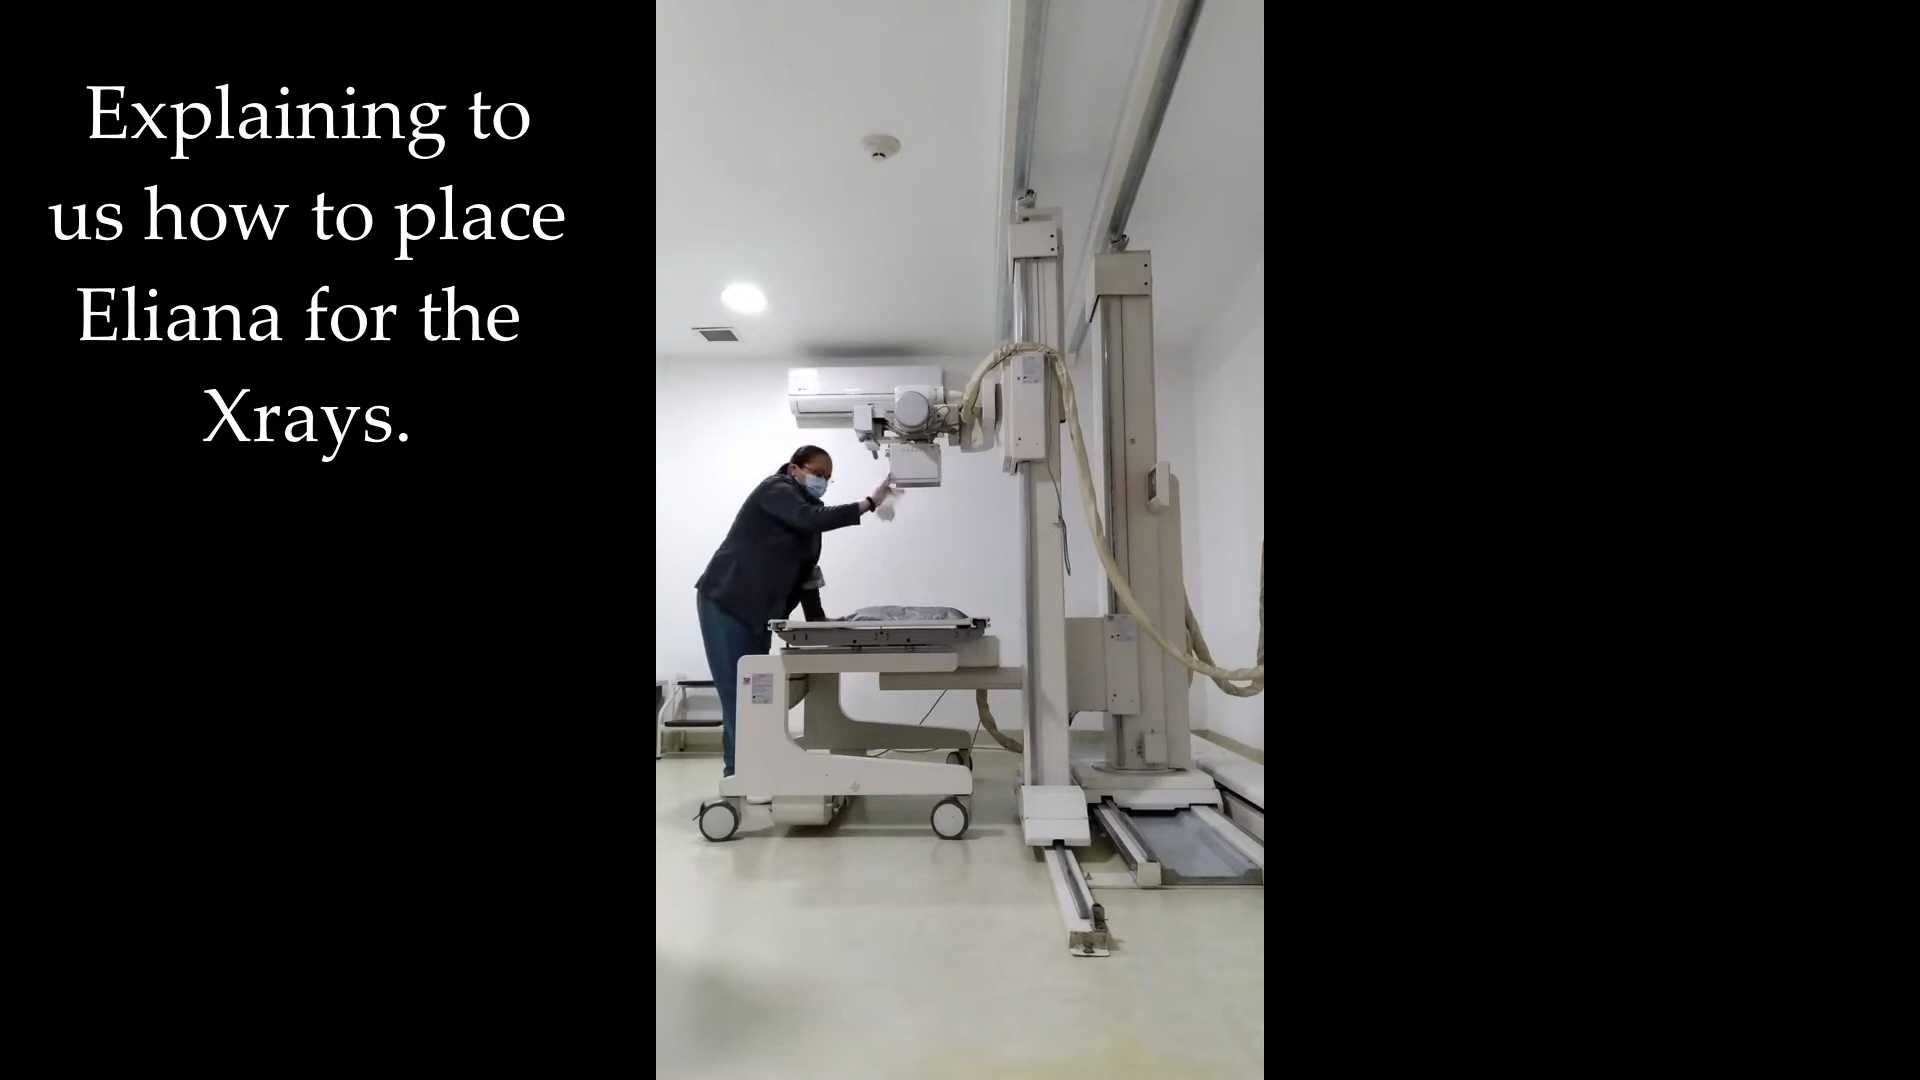 Explaining to
us how to place
Eliana for the
Xrays.